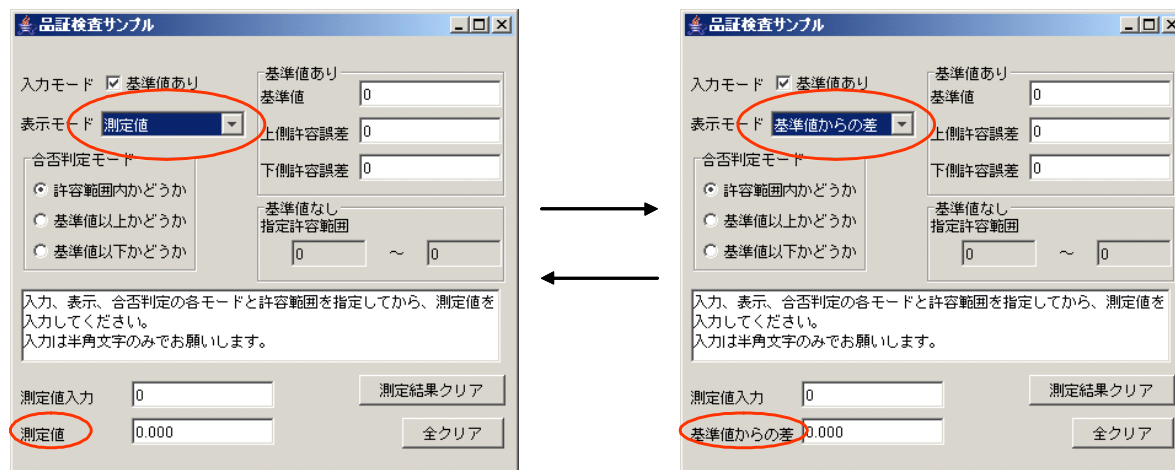 品証検査サンプル
入力モード 基準値あり
表示モード 測定値
合否判定モード
許容範囲内かどうか
基準値以上かどうか
基準値以下かどうか
基準値あり
基準値 0
上側許容誤差 0
下側許容誤差 0
基準値なし
指定許容範囲
0 ～ 0
入力、表示、合否判定の各モードと許容範囲を指定してから、測定値を
入力してください。
入力は半角文字のみでお願いします。
測定値入力 0
測定結果クリア
測定値 0.000
全クリア
品証検査サンプル
入力モード 基準値あり
表示モード 基準値からの差
合否判定モード
許容範囲内かどうか
基準値以上かどうか
基準値以下かどうか
基準値あり
基準値 0
上側許容誤差 0
下側許容誤差 0
基準値なし
指定許容範囲
0 ～ 0
入力、表示、合否判定の各モードと許容範囲を指定してから、測定値を
入力してください。
入力は半角文字のみでお願いします。
測定値入力 0
測定結果クリア
基準値からの差 0.000
全クリア